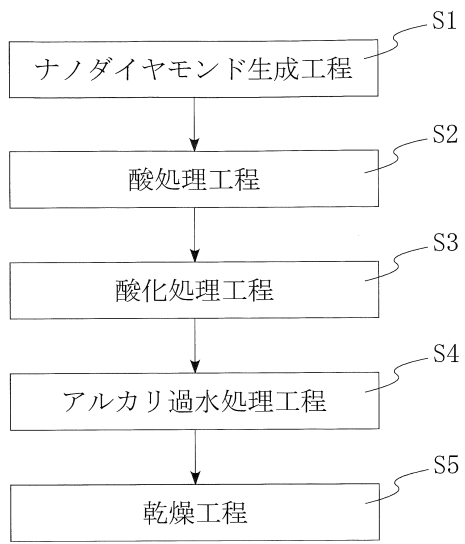 S1
ナノダイヤモンド生成工程
S2
酸処理工程
S3
酸化処理工程
S4
アルカリ過水処理工程
S5
乾燥工程